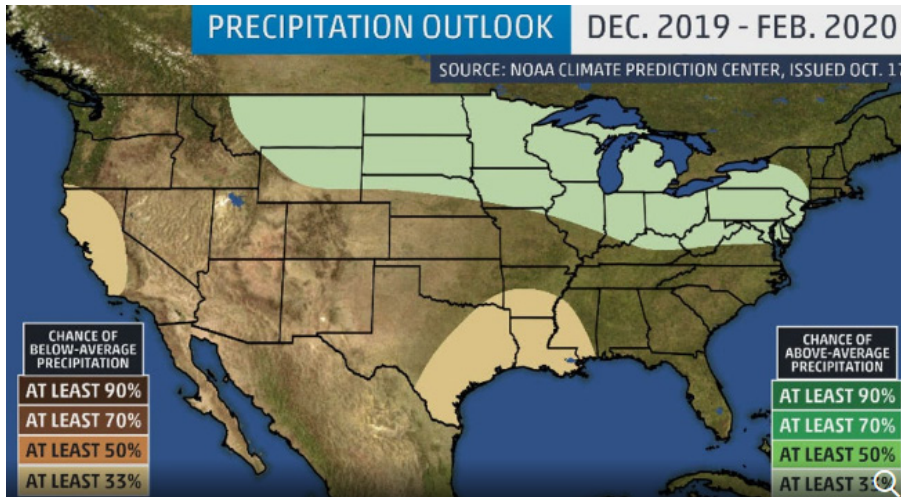 PRECIPITATION OUTLOOK
DEC. 2019 - FEB. 2020
SOURCE: NOAA CLIMATE PREDICTION CENTER, ISSUED OCT. 17
CHANCE OF
BELOW-AVERAGE
PRECIPITATION
AT LEAST 90%
AT LEAST 70%
AT LEAST 50%
AT LEAST 33%
CHANCE OF
ABOVE-AVERAGE
PRECIPITATION
AT LEAST 90%
AT LEAST 70%
AT LEAST 50%
AT LEAST 33%